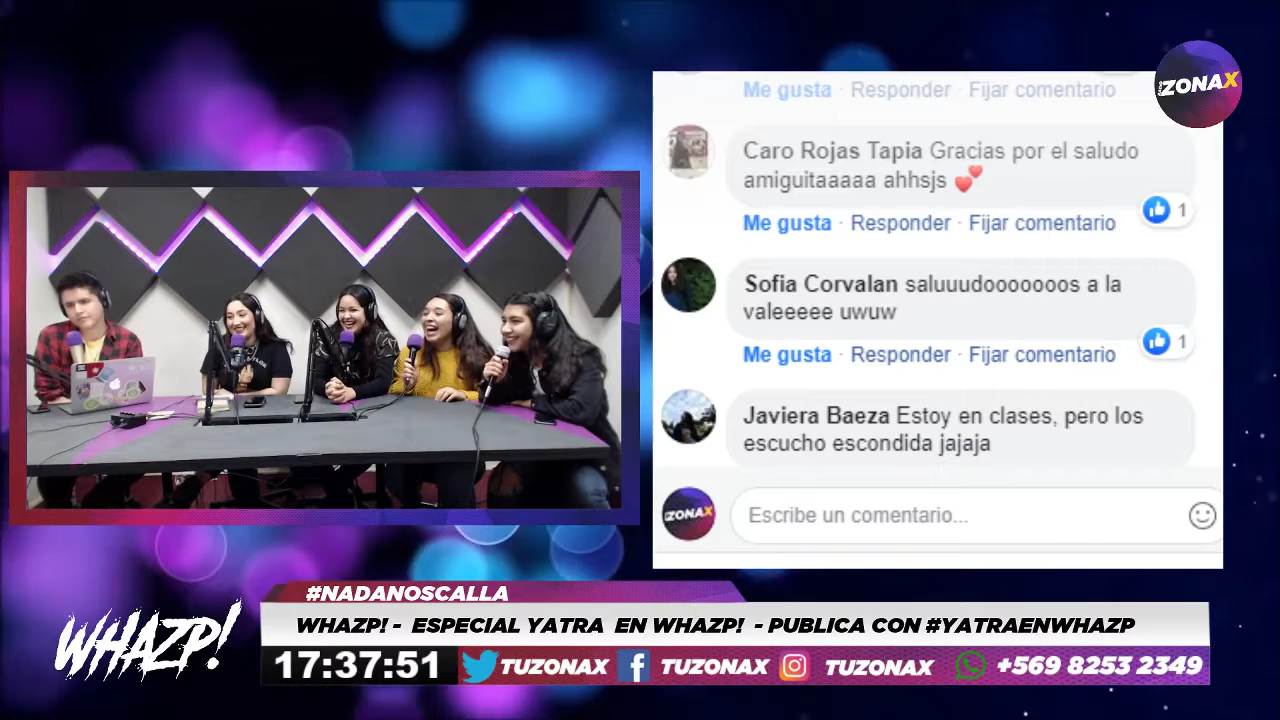 ZONAX
Me gusta · Responder · Fijar comentario
Caro Rojas Tapia Gracias por el saludo
amiguitaaaaa ahhsjs 💕
1
Me gusta · Responder · Fijar comentario
Sofia Corvalan saluuudooooooos a la
valeeeee uwuw
1
Me gusta · Responder · Fijar comentario
Javiera Baeza Estoy en clases, pero los
escucho escondida jajaja
ZONAX
Escribe un comentario...
#NADANOSCALLA
WHAZP!
WHAZP! - ESPECIAL YATRA EN WHAZP! - PUBLICA CON #YATRAENWHAZP
17:37:51 TUZONAX TUZONAX TUZONAX +569 8253 2349